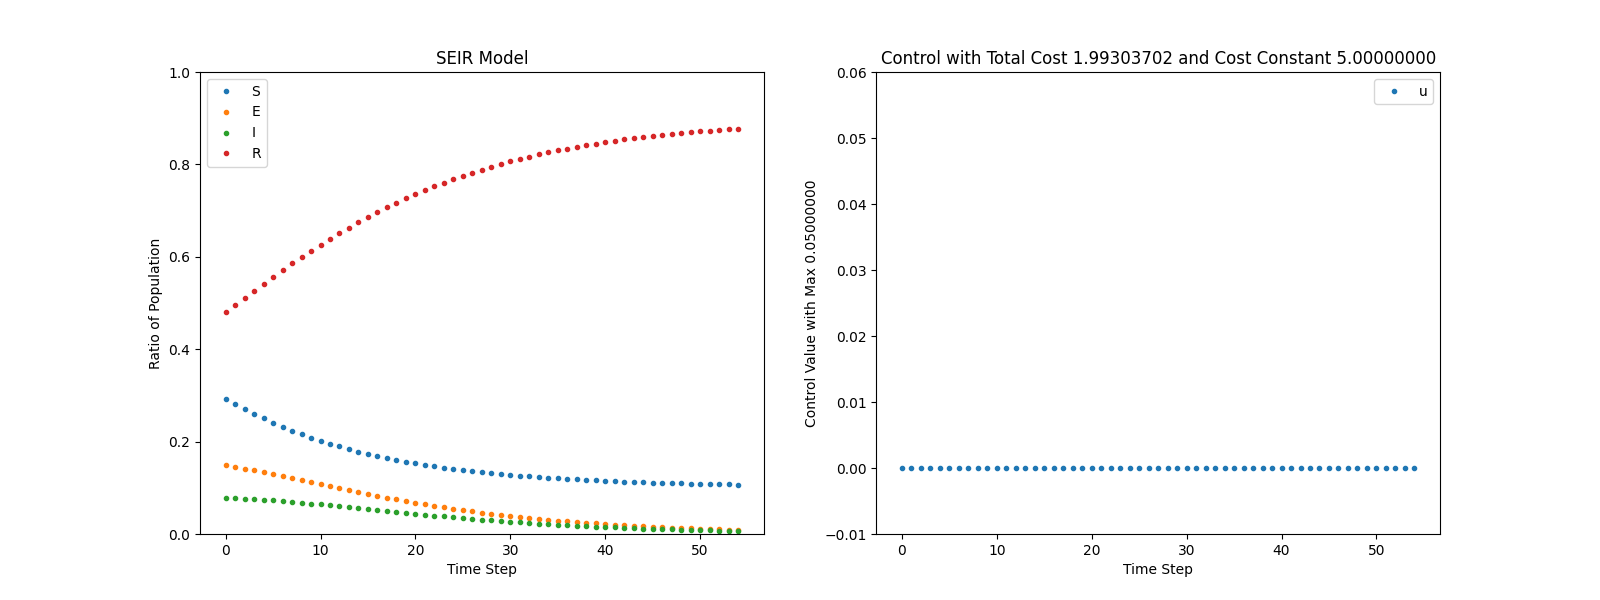 SEIR Model
1.0
0.8
0.6
0.4
0.2
0.0
Ratio of Population
S
E
I
R
0
10
20
30
40
50
Time Step
Control with Total Cost 1.99303702 and Cost Constant 5.00000000
0.06
0.05
0.04
0.03
0.02
0.01
0.00
−0.01
Control Value with Max 0.05000000
u
0
10
20
30
40
50
Time Step